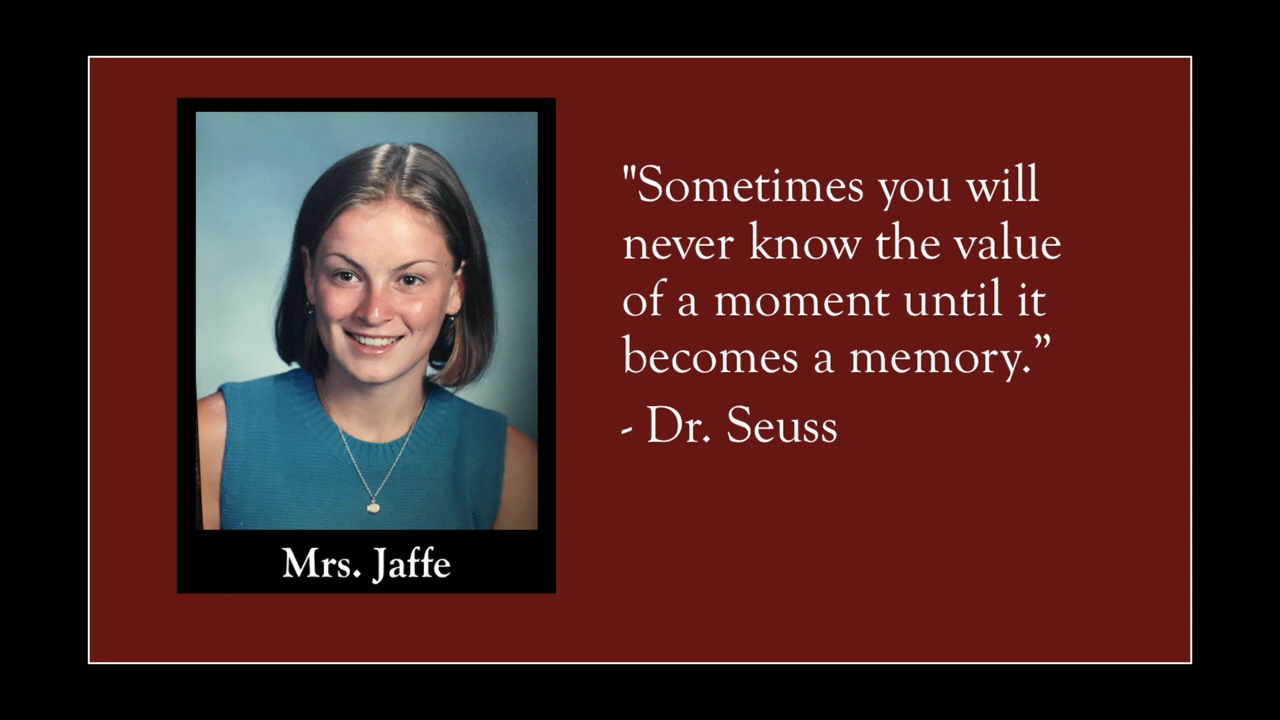 "Sometimes you will
never know the value
of a moment until it
becomes a memory.”
- Dr. Seuss
Mrs. Jaffe